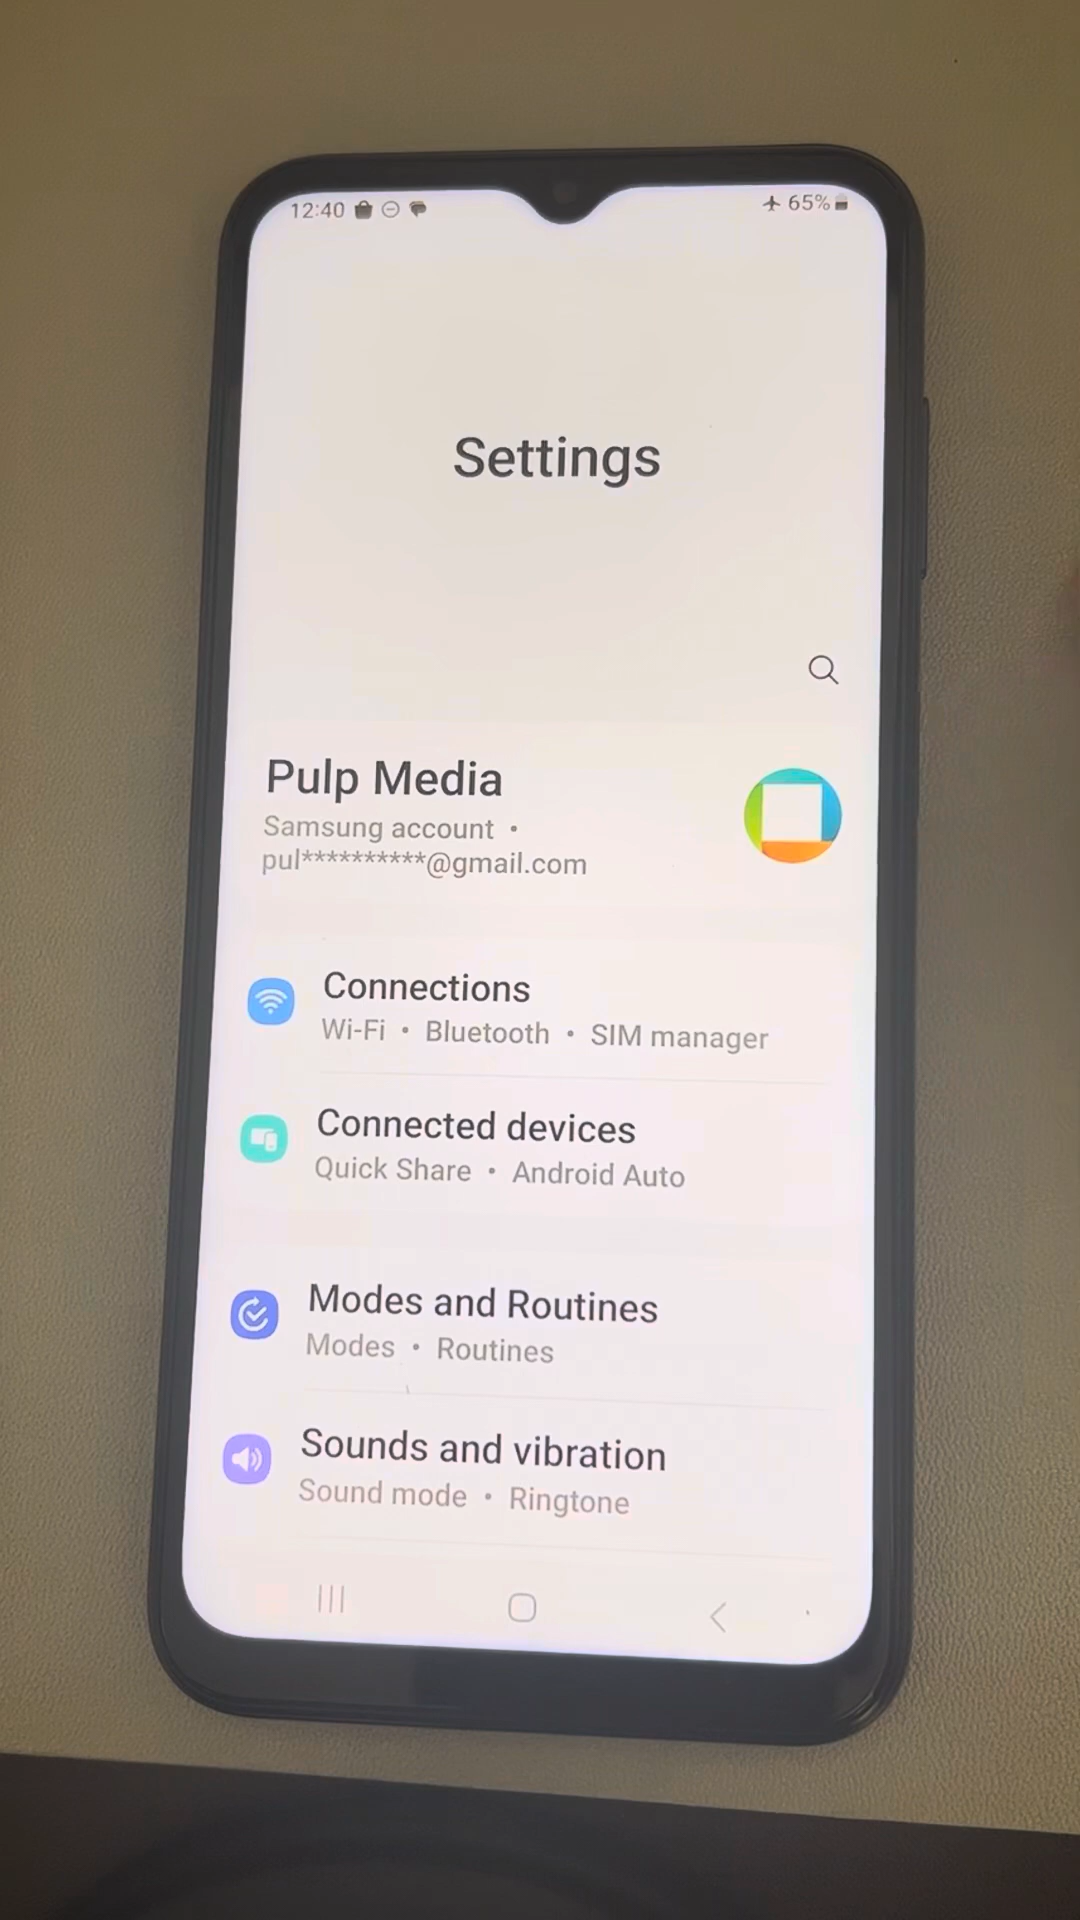 12:40 65%
Settings
Pulp Media
Samsung account •
pul**********@gmail.com
Connections
Wi-Fi • Bluetooth • SIM manager
Connected devices
Quick Share • Android Auto
Modes and Routines
Modes • Routines
Sounds and vibration
Sound mode • Ringtone